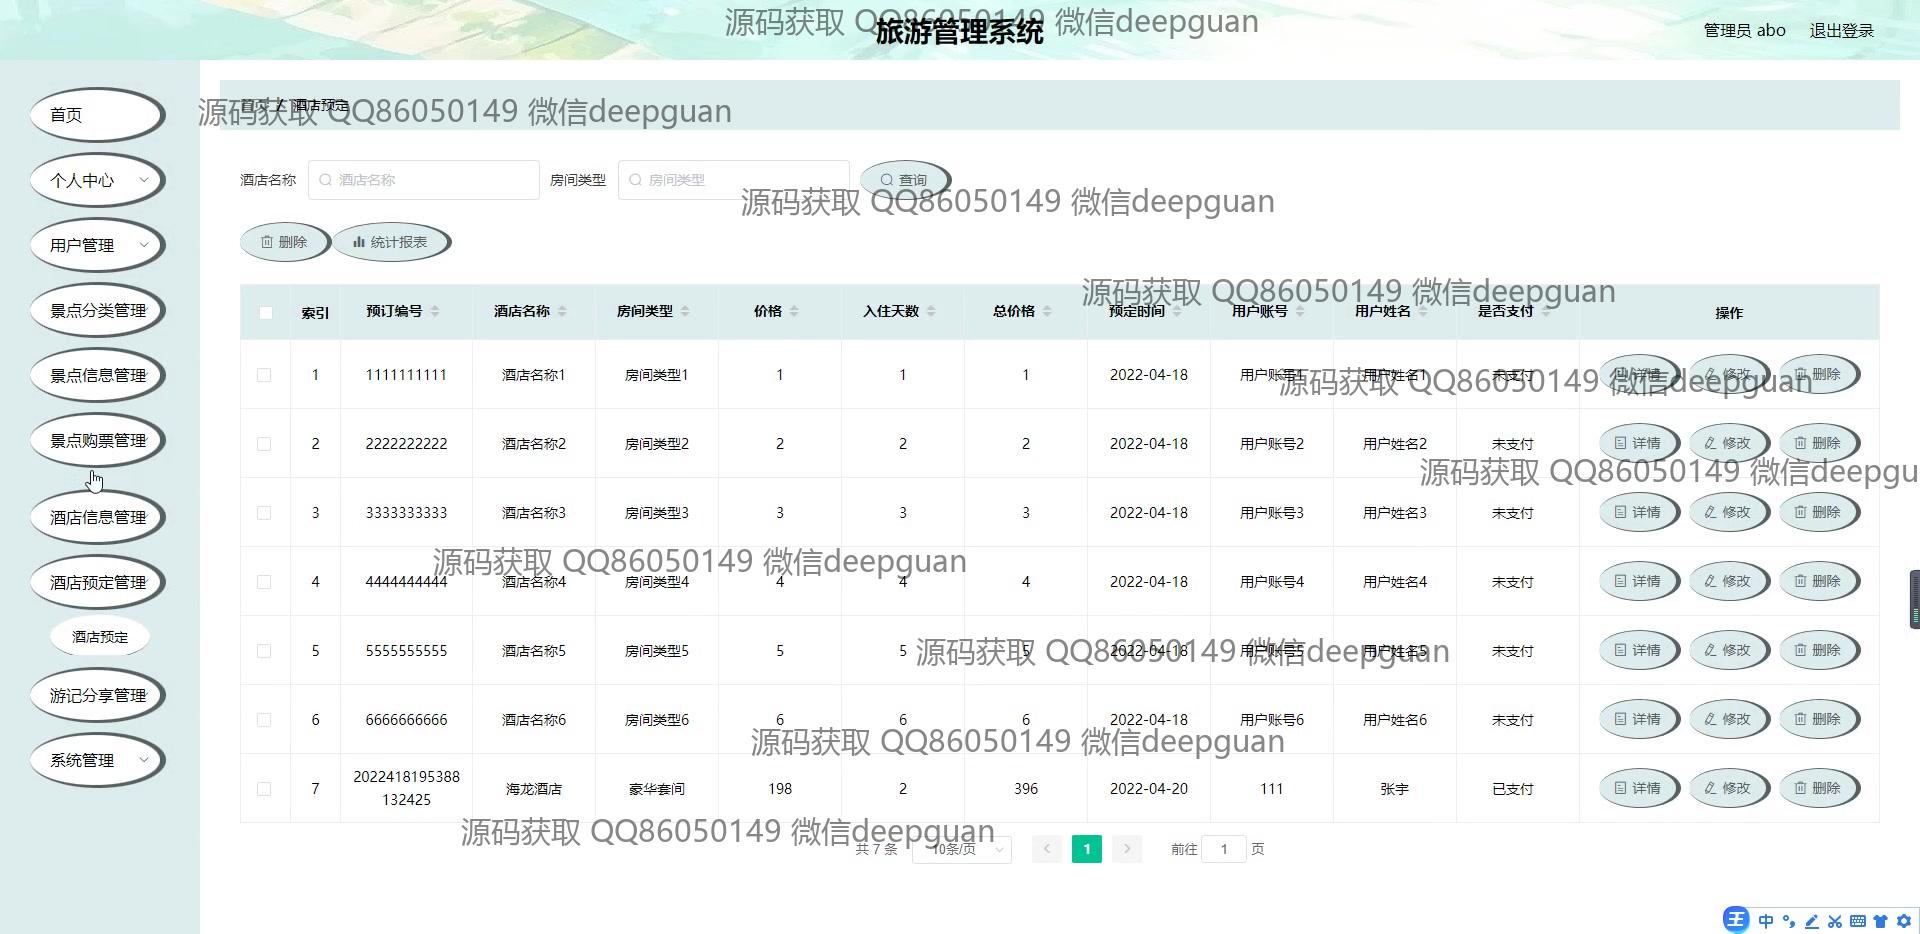 源码获取 QQ86050149 微信deepguan
旅游管理系统
管理员 abo 退出登录
首页 / 酒店预定
源码获取 QQ86050149 微信deepguan
首页
个人中心
用户管理
景点分类管理
景点信息管理
景点购票管理
酒店信息管理
酒店预定管理
酒店预定
游记分享管理
系统管理
酒店名称 酒店名称 房间类型 房间类型 查询
源码获取 QQ86050149 微信deepguan
删除 统计报表
源码获取 QQ86050149 微信deepguan
索引 预订编号 酒店名称 房间类型 价格 入住天数 总价格 预定时间 用户账号 用户姓名 是否支付 操作
1 1111111111 酒店名称1 房间类型1 1 1 1 2022-04-18 用户账号1 用户姓名1 未支付 详情 修改 删除
源码获取 QQ86050149 微信deepguan
2 2222222222 酒店名称2 房间类型2 2 2 2 2022-04-18 用户账号2 用户姓名2 未支付 详情 修改 删除
源码获取 QQ86050149 微信deepgu
3 3333333333 酒店名称3 房间类型3 3 3 3 2022-04-18 用户账号3 用户姓名3 未支付 详情 修改 删除
源码获取 QQ86050149 微信deepguan
4 4444444444 酒店名称4 房间类型4 4 4 4 2022-04-18 用户账号4 用户姓名4 未支付 详情 修改 删除
5 5555555555 酒店名称5 房间类型5 5 5 5 2022-04-18 用户账号5 用户姓名5 未支付 详情 修改 删除
源码获取 QQ86050149 微信deepguan
6 6666666666 酒店名称6 房间类型6 6 6 6 2022-04-18 用户账号6 用户姓名6 未支付 详情 修改 删除
源码获取 QQ86050149 微信deepguan
7 2022418195388 海龙酒店 豪华套间 198 2 396 2022-04-20 111 张宇 已支付 详情 修改 删除
132425
源码获取 QQ86050149 微信deepguan
共 7 条 10条/页 1 前往 1 页
王 中